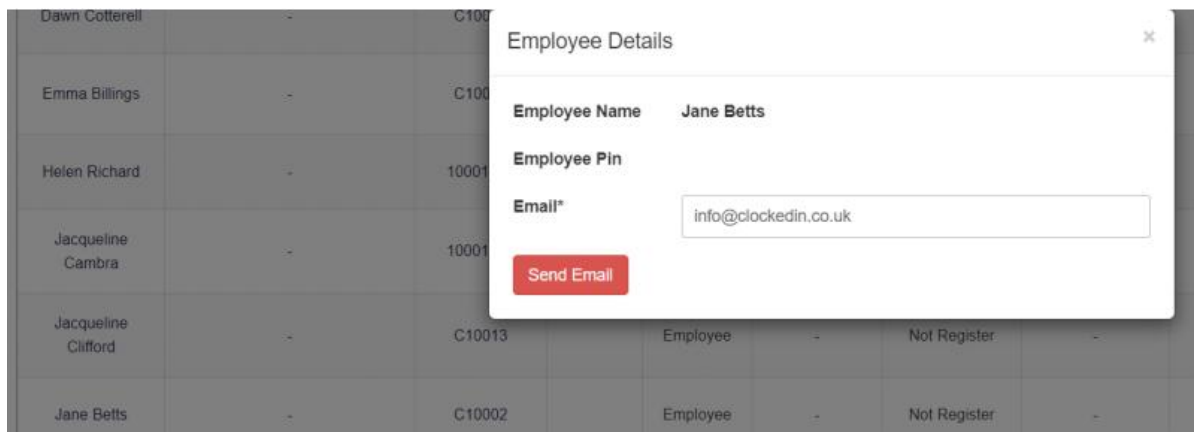 Dawn Cotterell - C100
Employee Details ×
Emma Billings - C100
Employee Name Jane Betts
Employee Pin
Helen Richard - 10001
Email* info@clockedin.co.uk
Jacqueline
Cambra - 10001
Send Email
Jacqueline
Clifford - C10013 Employee - Not Register -
Jane Betts - C10002 Employee - Not Register -